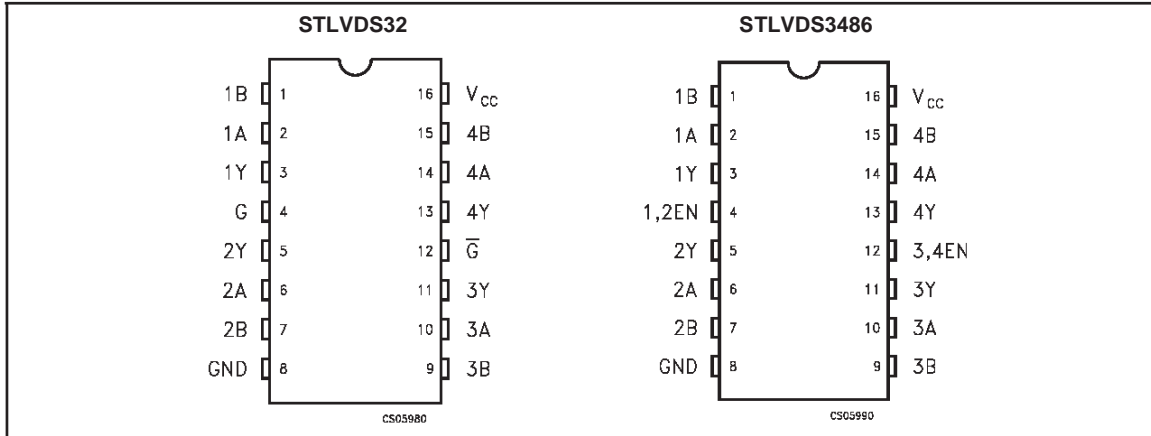 STLVDS32 STLVDS3486
1B 1 16 VCC
1A 2 15 4B
1Y 3 14 4A
G 4 13 4Y
2Y 5 12 G̅
2A 6 11 3Y
2B 7 10 3A
GND 8 9 3B
CS05980
1B 1 16 VCC
1A 2 15 4B
1Y 3 14 4A
1,2EN 4 13 4Y
2Y 5 12 3,4EN
2A 6 11 3Y
2B 7 10 3A
GND 8 9 3B
CS05990